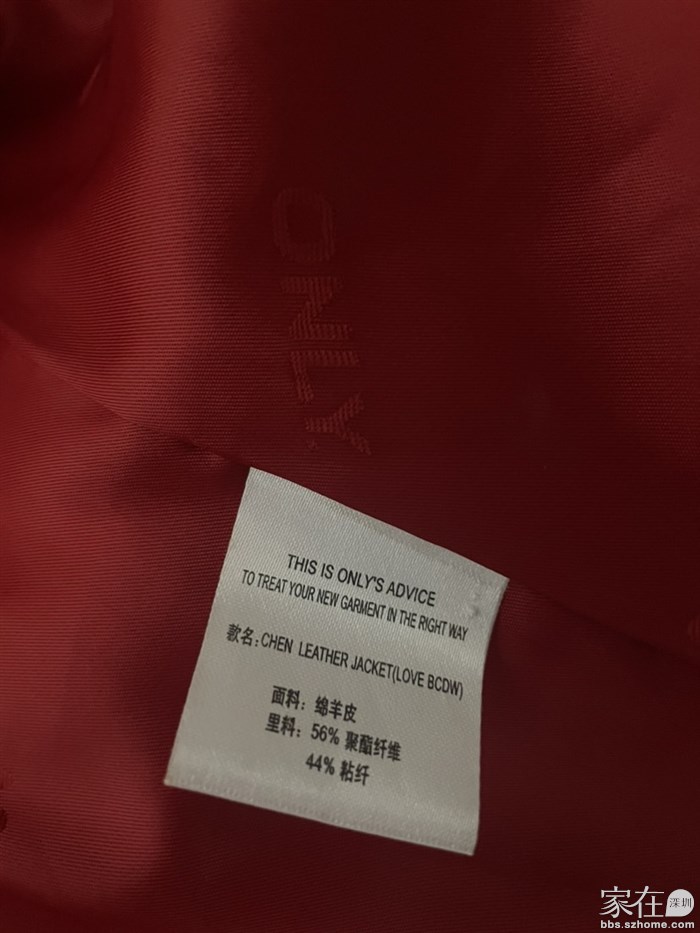 ONLY
THIS IS ONLY'S ADVICE
TO TREAT YOUR NEW GARMENT IN THE RIGHT WAY
款名:CHEN LEATHER JACKET(LOVE BCDW)
面料: 绵羊皮
里料: 56% 聚酯纤维
44% 粘纤
家在深圳
bbs.szhome.com